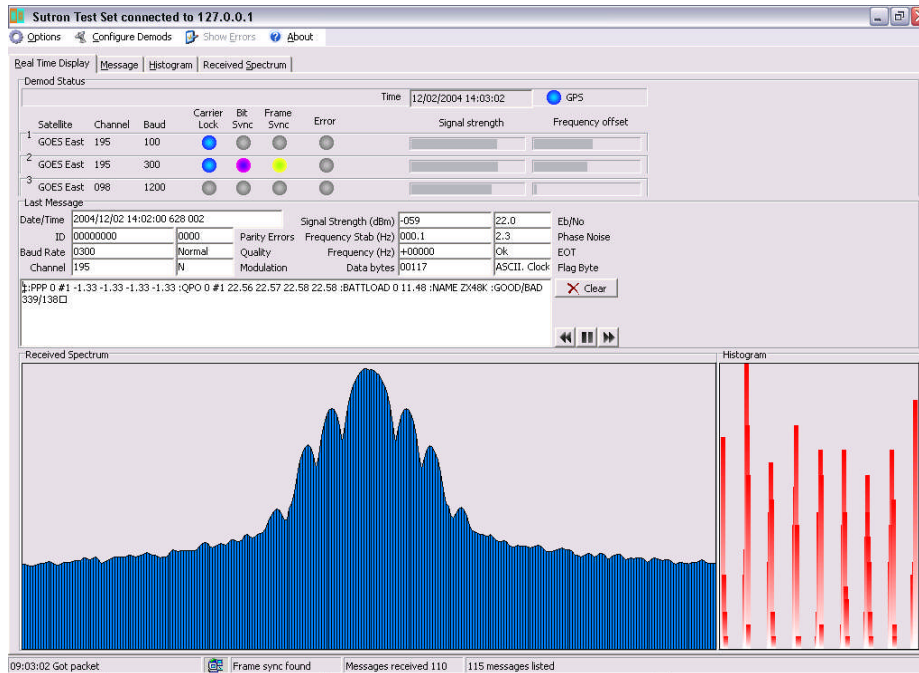 Sutron Test Set connected to 127.0.0.1
Options Configure Demods Show Errors About
Real Time Display Message Histogram Received Spectrum
Demod Status
Time 12/02/2004 14:03:02 GPS
Satellite Channel Baud Carrier Lock Bit Sync Frame Sync Error Signal strength Frequency offset
1 GOES East 195 100
2 GOES East 195 300
3 GOES East 098 1200
Last Message
Date/Time 2004/12/02 14:02:00 628 002 Signal Strength (dBm) -059 22.0 Eb/No
ID 00000000 0000 Parity Errors Frequency Stab (Hz) 000.1 2.3 Phase Noise
Baud Rate 0300 Normal Quality Frequency (Hz) +00000 Ok EOT
Channel 195 N Modulation Data bytes 00117 ASCII. Clock Flag Byte
:PPP 0 #1 -1.33 -1.33 -1.33 -1.33 :QPO 0 #1 22.56 22.57 22.58 22.58 :BATTLOAD 0 11.48 :NAME ZX48K :GOOD/BAD
339/138
Clear
Received Spectrum Histogram
09:03:02 Got packet Frame sync found Messages received 110 115 messages listed